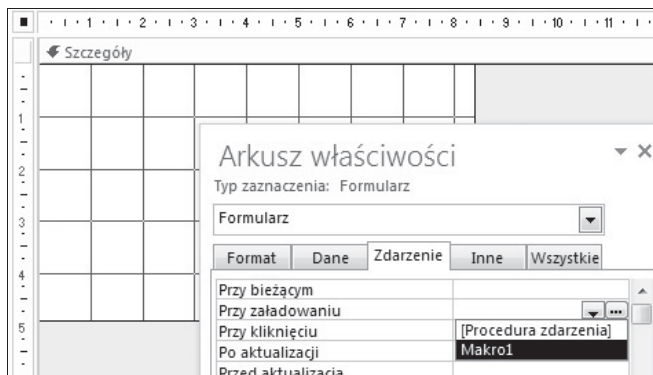 1 2 3 4 5 6 7 8 9 10 11
Szczegóły
1
2
3
4
5
Arkusz właściwości
Typ zaznaczenia: Formularz
Formularz
Format Dane Zdarzenie Inne Wszystkie
Przy bieżącym
Przy załadowaniu
Przy kliknięciu
[Procedura zdarzenia]
Po aktualizacji
Makro1
Przed aktualizacją